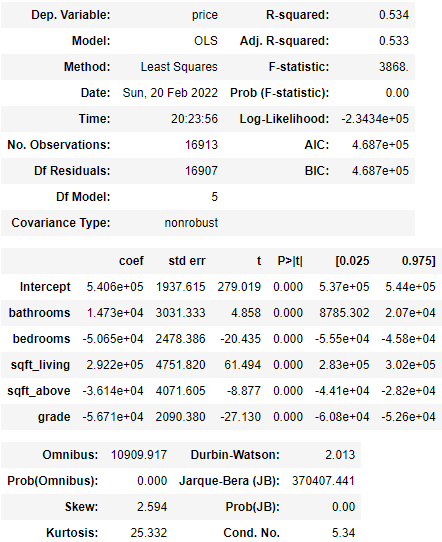 Dep. Variable: price R-squared: 0.534
Model: OLS Adj. R-squared: 0.533
Method: Least Squares F-statistic: 3868.
Date: Sun, 20 Feb 2022 Prob (F-statistic): 0.00
Time: 20:23:56 Log-Likelihood: -2.3434e+05
No. Observations: 16913 AIC: 4.687e+05
Df Residuals: 16907 BIC: 4.687e+05
Df Model: 5
Covariance Type: nonrobust
coef std err t P>|t| [0.025 0.975]
Intercept 5.406e+05 1937.615 279.019 0.000 5.37e+05 5.44e+05
bathrooms 1.473e+04 3031.333 4.858 0.000 8785.302 2.07e+04
bedrooms -5.065e+04 2478.386 -20.435 0.000 -5.55e+04 -4.58e+04
sqft_living 2.922e+05 4751.820 61.494 0.000 2.83e+05 3.02e+05
sqft_above -3.614e+04 4071.605 -8.877 0.000 -4.41e+04 -2.82e+04
grade -5.671e+04 2090.380 -27.130 0.000 -6.08e+04 -5.26e+04
Omnibus: 10909.917 Durbin-Watson: 2.013
Prob(Omnibus): 0.000 Jarque-Bera (JB): 370407.441
Skew: 2.594 Prob(JB): 0.00
Kurtosis: 25.332 Cond. No. 5.34